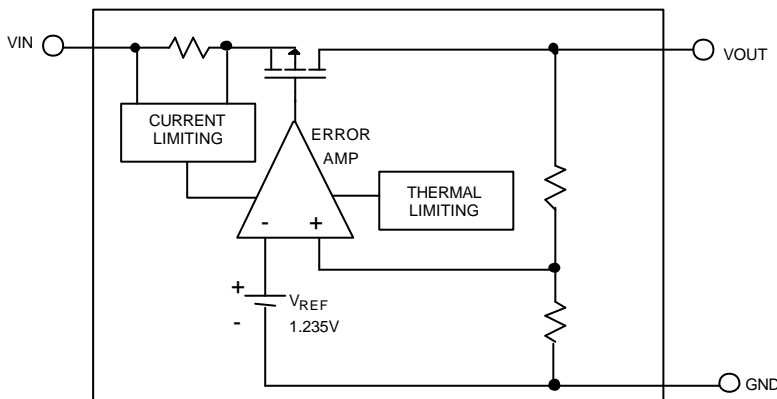 VIN
VOUT
CURRENT
LIMITING
ERROR
AMP
THERMAL
LIMITING
- +
+
VREF
-
1.235V
GND